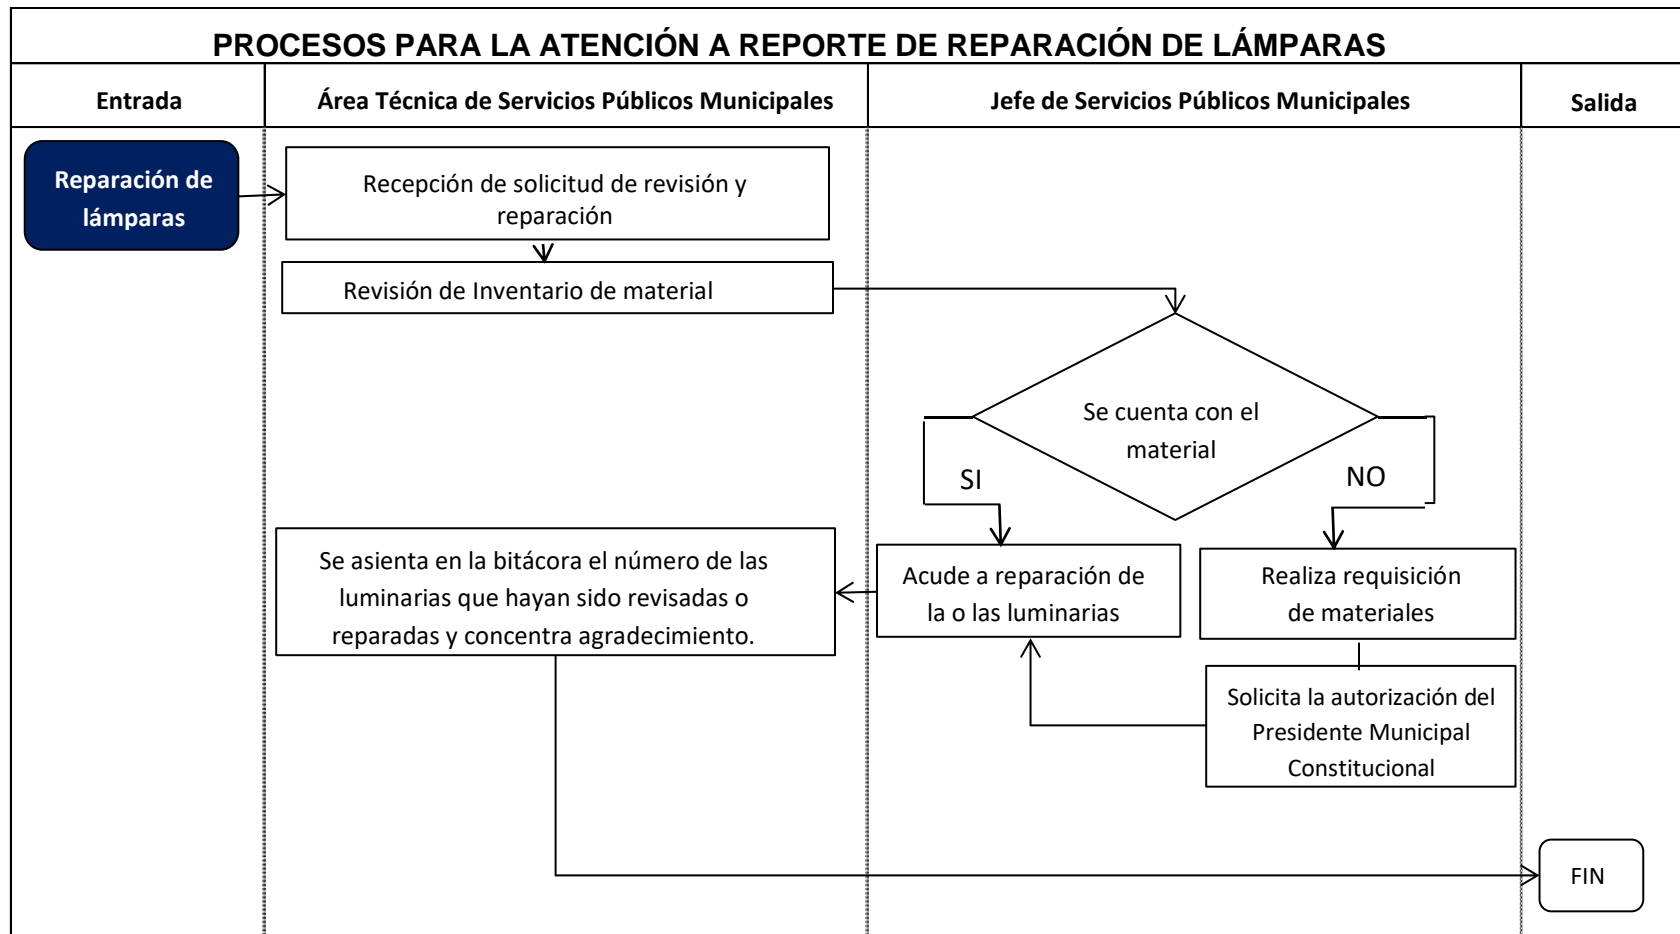 PROCESOS PARA LA ATENCIÓN A REPORTE DE REPARACIÓN DE LÁMPARAS
Entrada
Área Técnica de Servicios Públicos Municipales
Jefe de Servicios Públicos Municipales
Salida
Reparación de
lámparas
Recepción de solicitud de revisión y
reparación
Revisión de Inventario de material
Se cuenta con el
material
SI
NO
Se asienta en la bitácora el número de las
luminarias que hayan sido revisadas o
reparadas y concentra agradecimiento.
Acude a reparación de
la o las luminarias
Realiza requisición
de materiales
Solicita la autorización del
Presidente Municipal
Constitucional
FIN